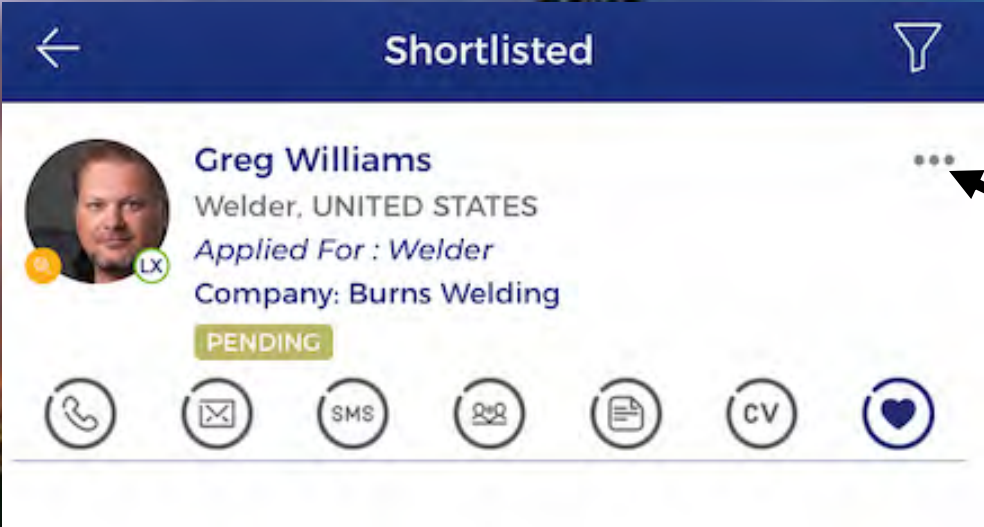 Shortlisted
Greg Williams
Welder, UNITED STATES
Applied For : Welder
LX
Company: Burns Welding
PENDING
SMS
CV